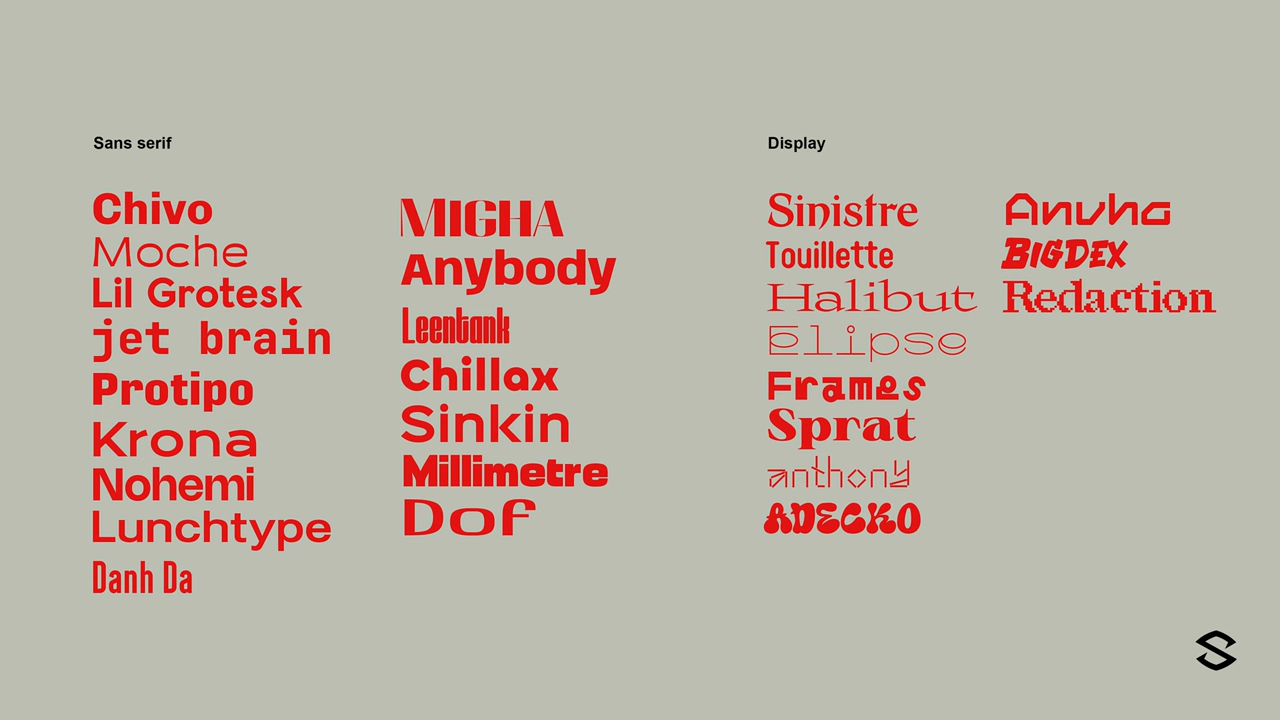 Sans serif
Chivo
Moche
Lil Grotesk
jet brain
Protipo
Krona
Nohemi
Lunchtype
Danh Da
MIGHA
Anybody
Leentank
Chillax
Sinkin
Millimetre
Dof
Display
Sinistre
Touillette
Halibut
Elipse
Frames
Sprat
anthony
ADECKO
Anvha
BIGDEX
Redaction